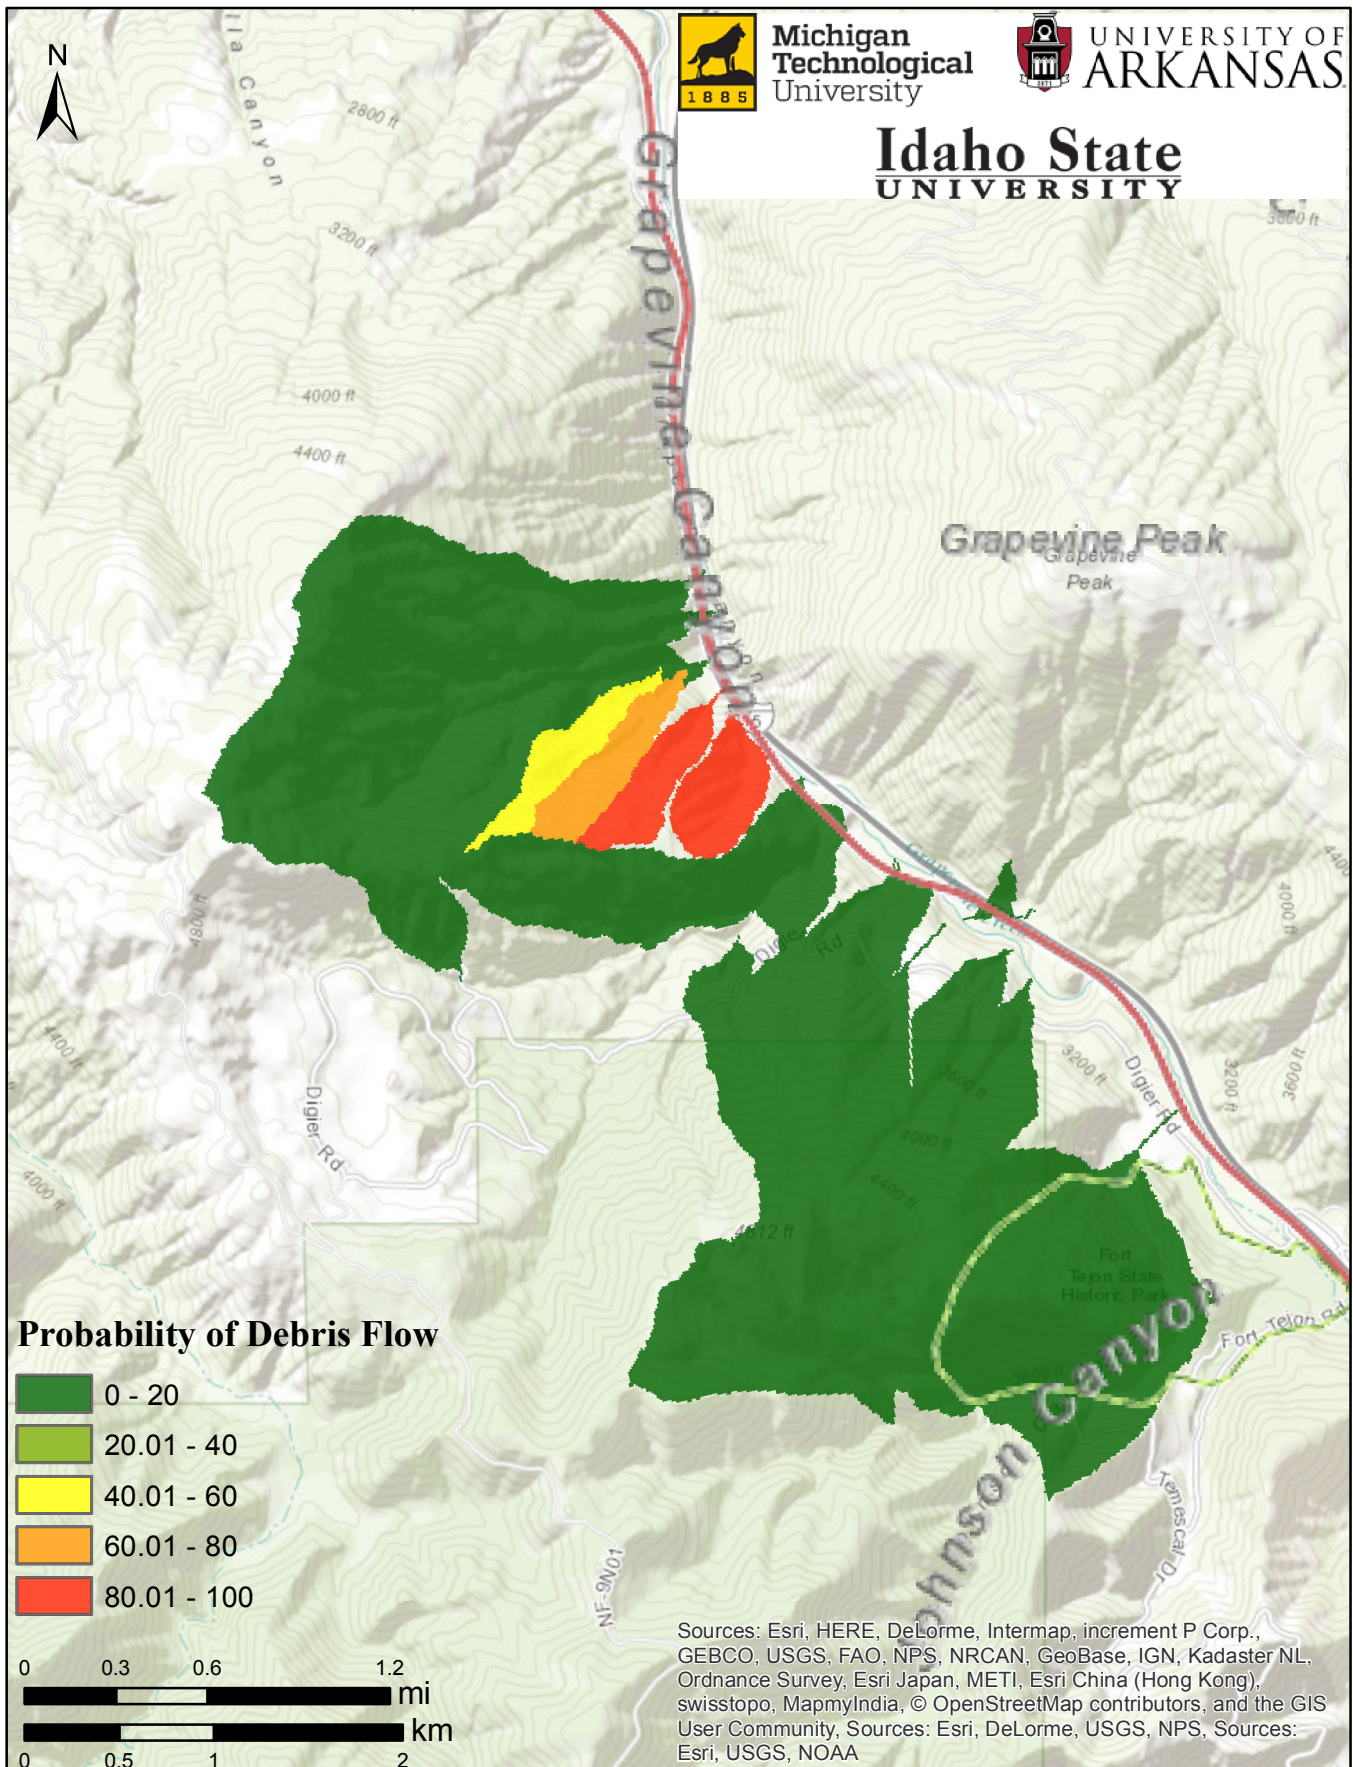 N
lla Canyon
2800 ft
3200 ft
Michigan
Technological
University
1885
UNIVERSITY OF
ARKANSAS
Idaho State
UNIVERSITY
Grapevine Canyon
4000 ft
4400 ft
Grapevine Peak
Grapevine
Peak
5
4800 ft
4400 ft
4000 ft
Digier
Rd
Digier Rd
4000 ft
3600 ft
3200 ft
3200 ft
3600 ft
Digier Rd
4000 ft
4400 ft
4612 ft
Fort
Tejon State
Historic Park
Johnson Canyon
Fort Tejon Rd
Temescal Dr
NF-9N01
Probability of Debris Flow
0 - 20
20.01 - 40
40.01 - 60
60.01 - 80
80.01 - 100
0 0.3 0.6 1.2
mi
km
0 0.5 1 2
Sources: Esri, HERE, DeLorme, Intermap, increment P Corp.,
GEBCO, USGS, FAO, NPS, NRCAN, GeoBase, IGN, Kadaster NL,
Ordnance Survey, Esri Japan, METI, Esri China (Hong Kong),
swisstopo, MapmyIndia, © OpenStreetMap contributors, and the GIS
User Community, Sources: Esri, DeLorme, USGS, NPS, Sources:
Esri, USGS, NOAA